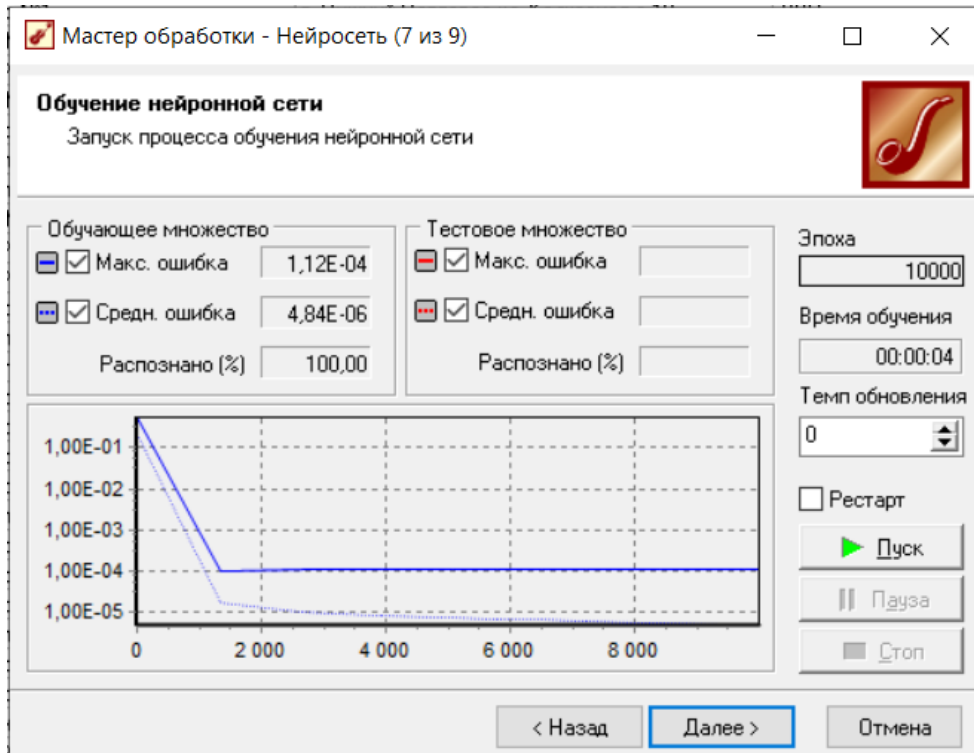 Мастер обработки - Нейросеть (7 из 9)
Обучение нейронной сети
Запуск процесса обучения нейронной сети
Обучающее множество
Макс. ошибка 1,12E-04
Средн. ошибка 4,84E-06
Распознано (%) 100,00
Тестовое множество
Макс. ошибка
Средн. ошибка
Распознано (%)
Эпоха
10000
Время обучения
00:00:04
Темп обновления
0
Рестарт
Пуск
Пауза
Стоп
1,00E-01
1,00E-02
1,00E-03
1,00E-04
1,00E-05
0 2 000 4 000 6 000 8 000
< Назад Далее > Отмена